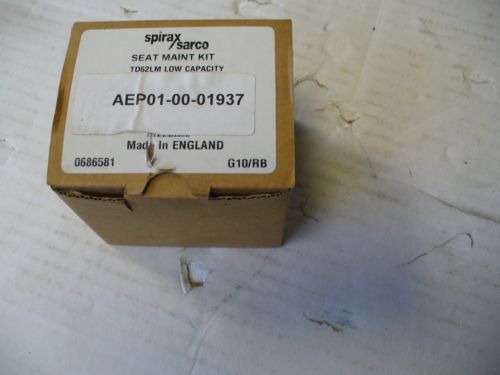 spirax
sarco
SEAT MAINT KIT
TD62LM LOW CAPACITY
AEP01-00-01937
Made In ENGLAND
0686581 G10/RB